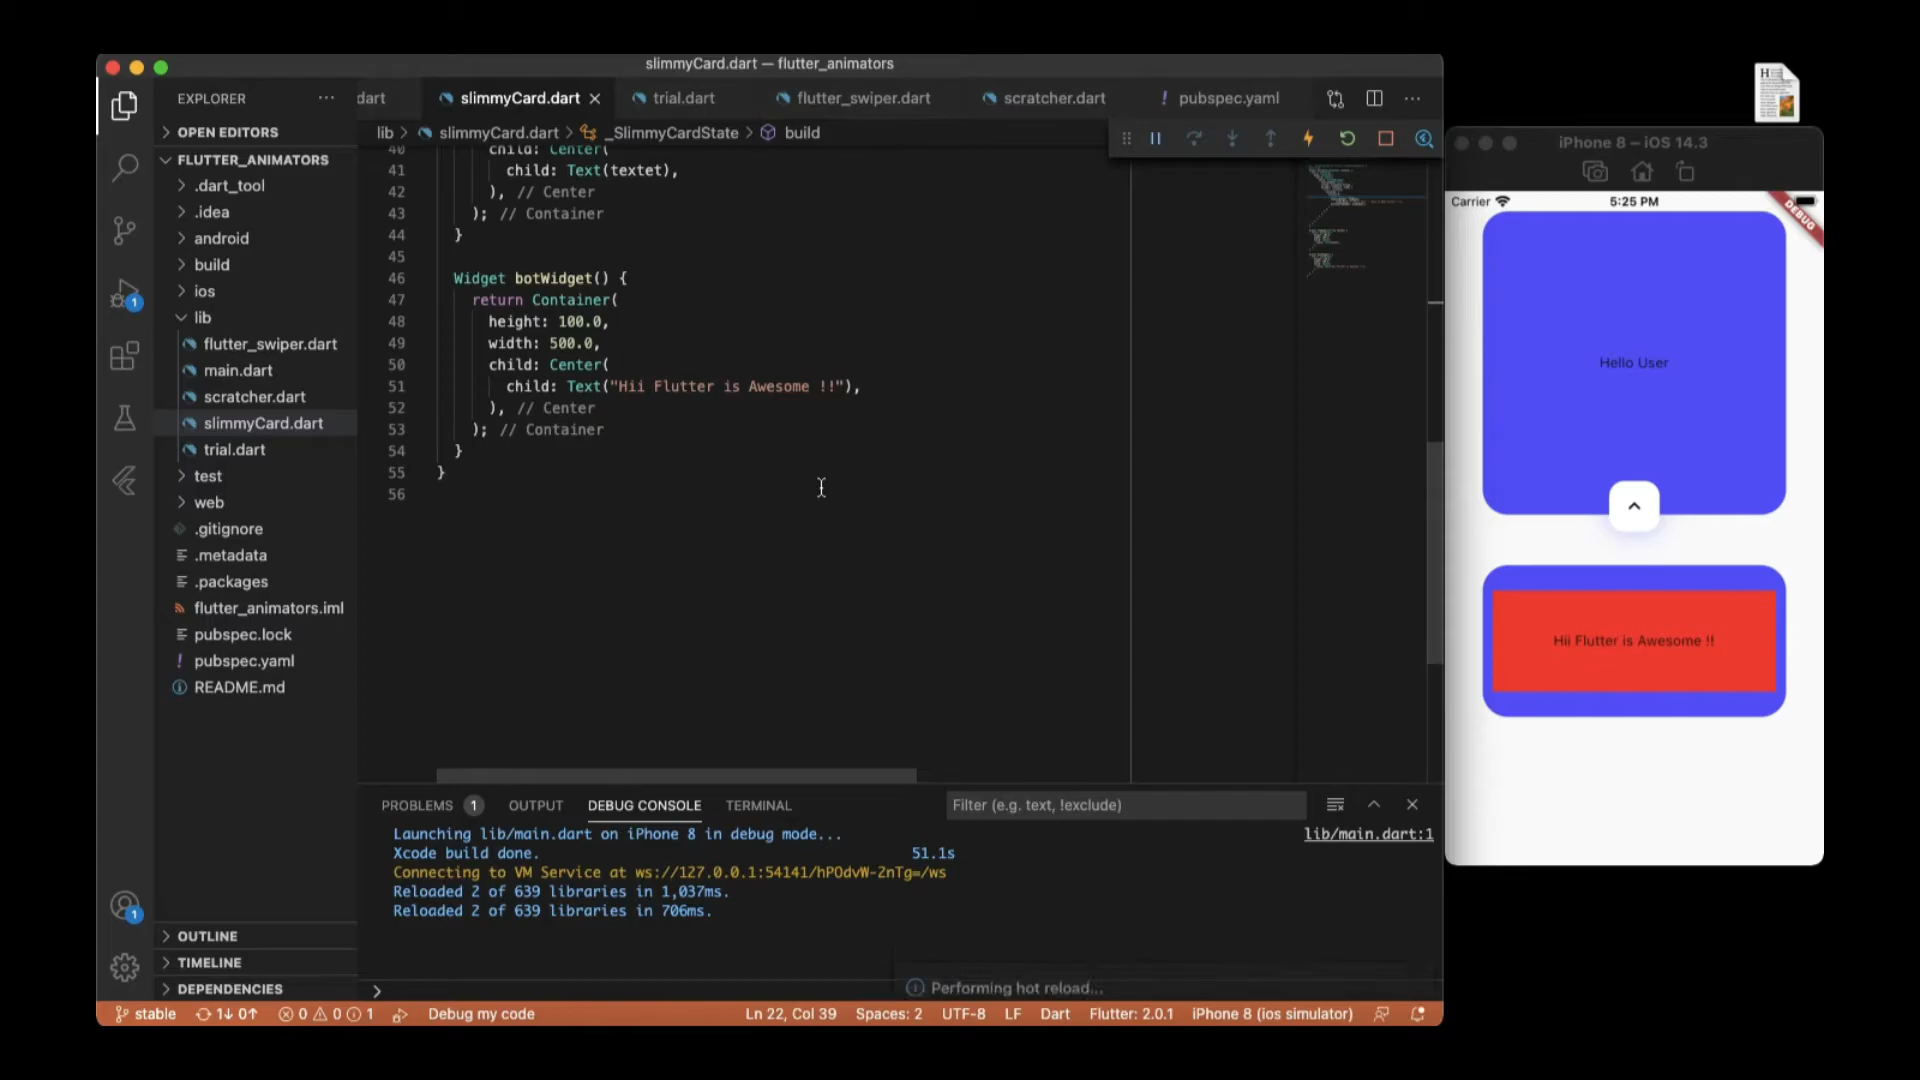 slimmyCard.dart — flutter_animators
EXPLORER
dart
slimmyCard.dart
trial.dart
flutter_swiper.dart
scratcher.dart
! pubspec.yaml
lib > slimmyCard.dart > _SlimmyCardState > build
OPEN EDITORS
FLUTTER_ANIMATORS
.dart_tool
.idea
android
build
ios
lib
flutter_swiper.dart
main.dart
scratcher.dart
slimmyCard.dart
trial.dart
test
web
.gitignore
.metadata
.packages
flutter_animators.iml
pubspec.lock
! pubspec.yaml
README.md
OUTLINE
TIMELINE
DEPENDENCIES
1
1
40 child: Center(
41 child: Text(textet),
42 ), // Center
43 ); // Container
44 }
45
46 Widget botWidget() {
47 return Container(
48 height: 100.0,
49 width: 500.0,
50 child: Center(
51 child: Text("Hii Flutter is Awesome !!"),
52 ), // Center
53 ); // Container
54 }
55 }
56
PROBLEMS 1 OUTPUT DEBUG CONSOLE TERMINAL
Filter (e.g. text, !exclude)
Launching lib/main.dart on iPhone 8 in debug mode...
lib/main.dart:1
Xcode build done. 51.1s
Connecting to VM Service at ws://127.0.0.1:54141/hPOdvW-2nTg=/ws
Reloaded 2 of 639 libraries in 1,037ms.
Reloaded 2 of 639 libraries in 706ms.
Performing hot reload...
stable 1↓ 0↑ 0 0 1 Debug my code Ln 22, Col 39 Spaces: 2 UTF-8 LF Dart Flutter: 2.0.1 iPhone 8 (ios simulator)
iPhone 8 – iOS 14.3
Carrier 5:25 PM
DEBUG
Hello User
Hii Flutter is Awesome !!